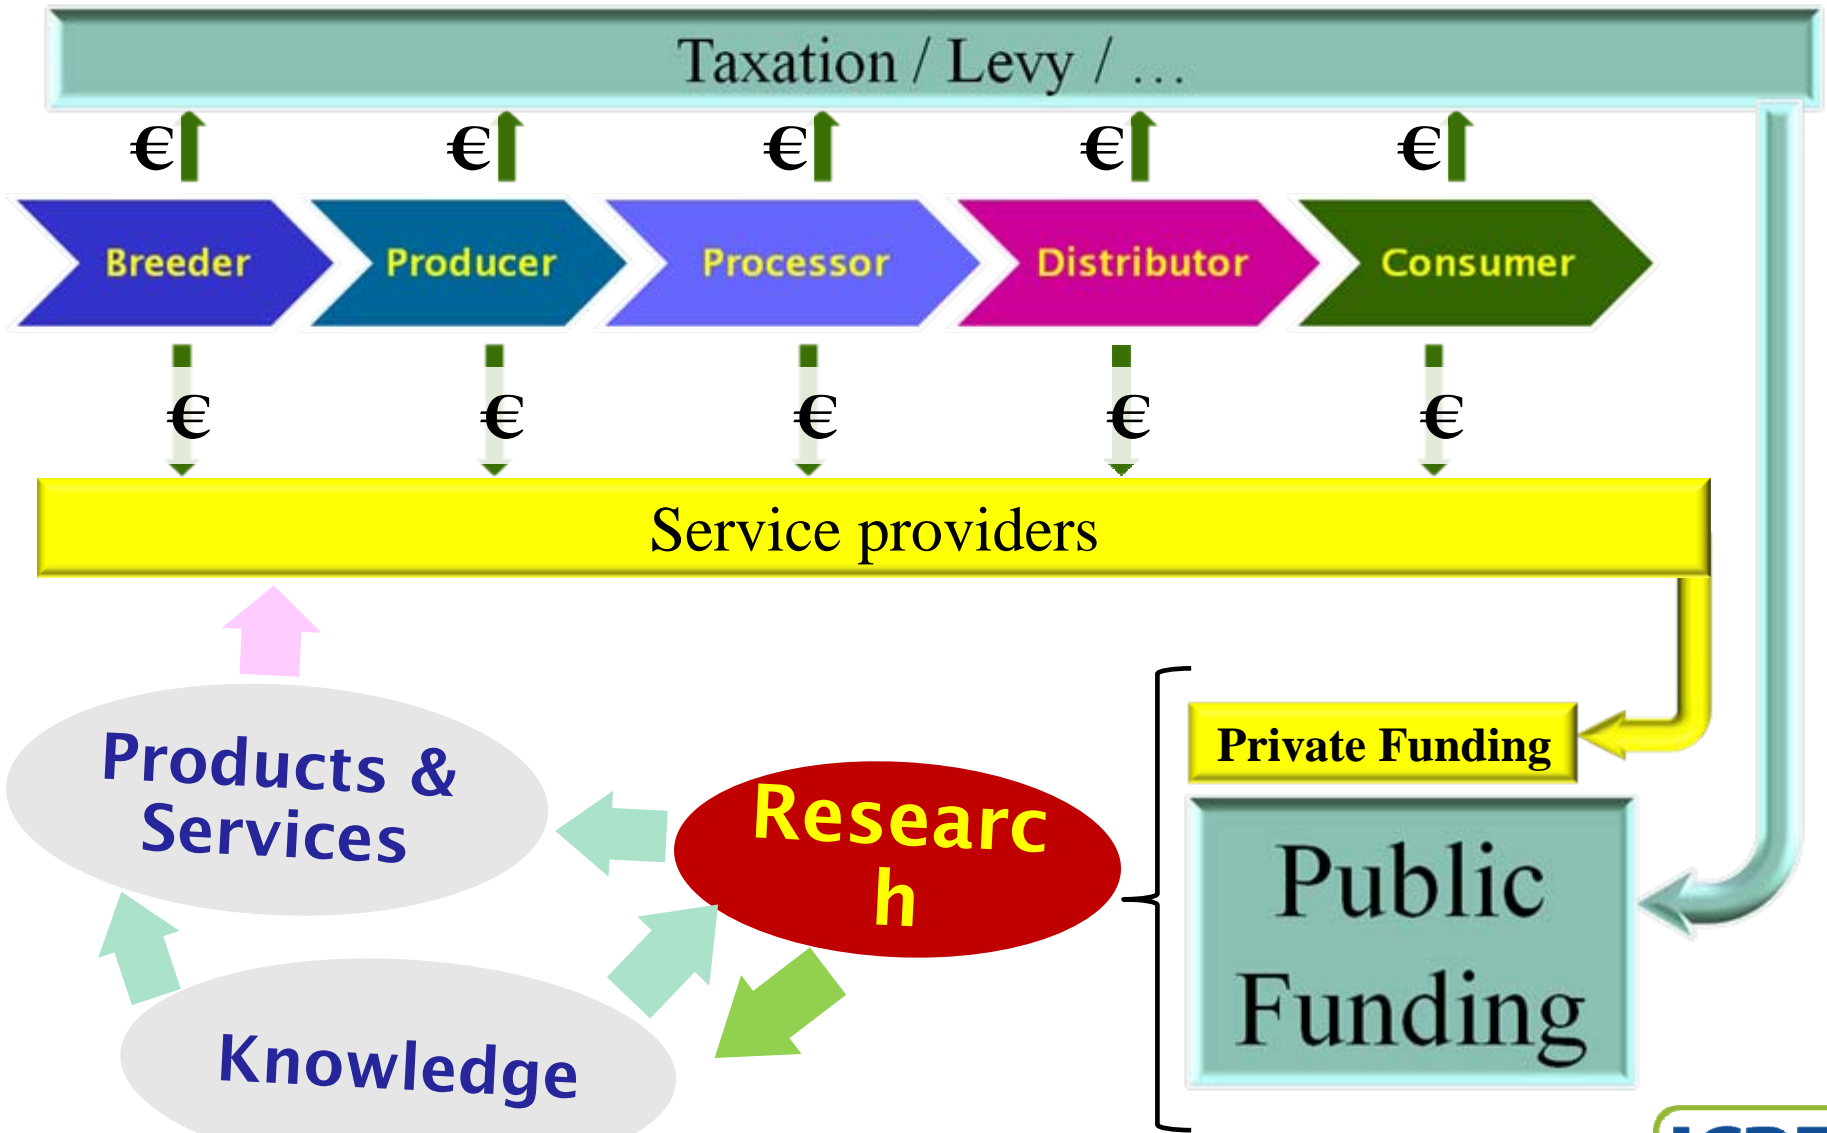 Taxation / Levy / …
€ € € € €
Breeder Producer Processor Distributor Consumer
€ € € € €
Service providers
Private Funding
Products &
Services
Researc
h
Public
Funding
Knowledge